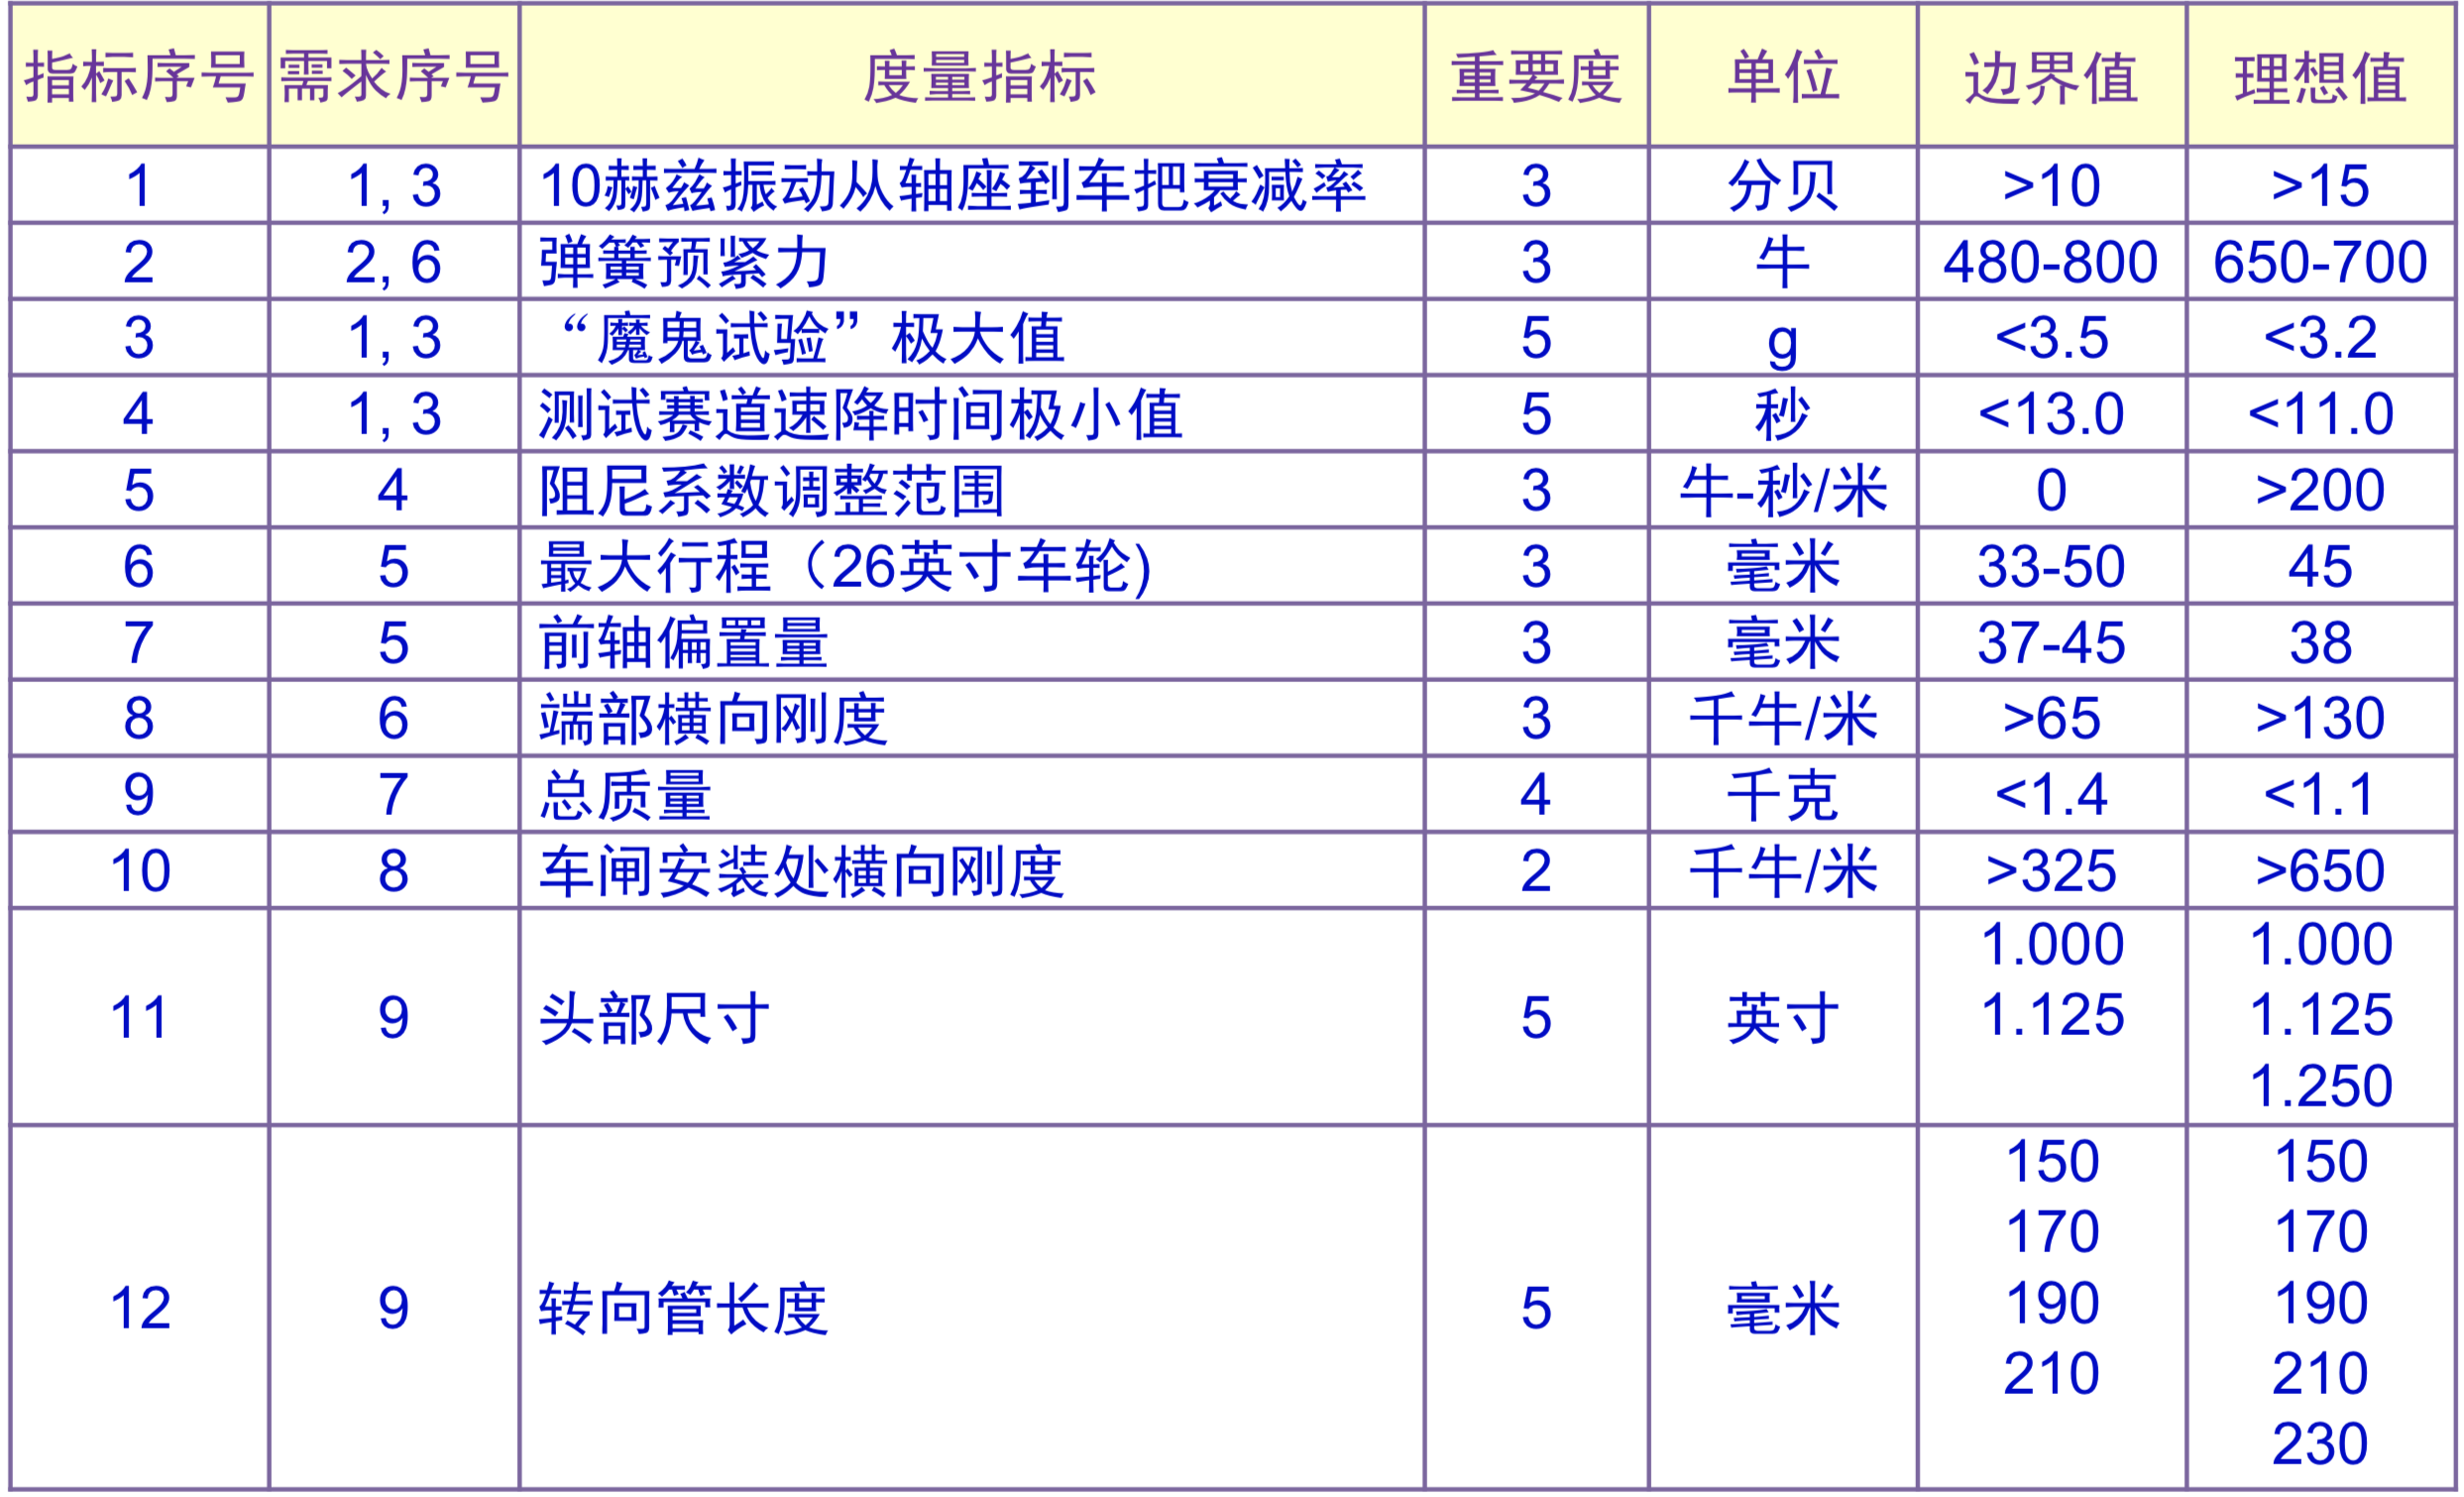 指标序号 需求序号 度量指标 重要度 单位 边界值 理想值
1 1, 3 10赫兹振动从轴星到车把衰减率 3 分贝 >10 >15
2 2, 6 弹簧预紧力 3 牛 480-800 650-700
3 1, 3 “魔鬼试金”极大值 5 g <3.5 <3.2
4 1, 3 测试赛道速降时间极小值 5 秒 <13.0 <11.0
5 4 阻尼系数调整范围 3 牛-秒/米 0 >200
6 5 最大行程（26英寸车轮） 3 毫米 33-50 45
7 5 前轴偏置量 3 毫米 37-45 38
8 6 端部横向刚度 3 千牛/米 >65 >130
9 7 总质量 4 千克 <1.4 <1.1
10 8 车闸安装处横向刚度 2 千牛/米 >325 >650
11 9 头部尺寸 5 英寸
1.000 1.000
1.125 1.125
1.250
12 9 转向管长度 5 毫米
150 150
170 170
190 190
210 210
230